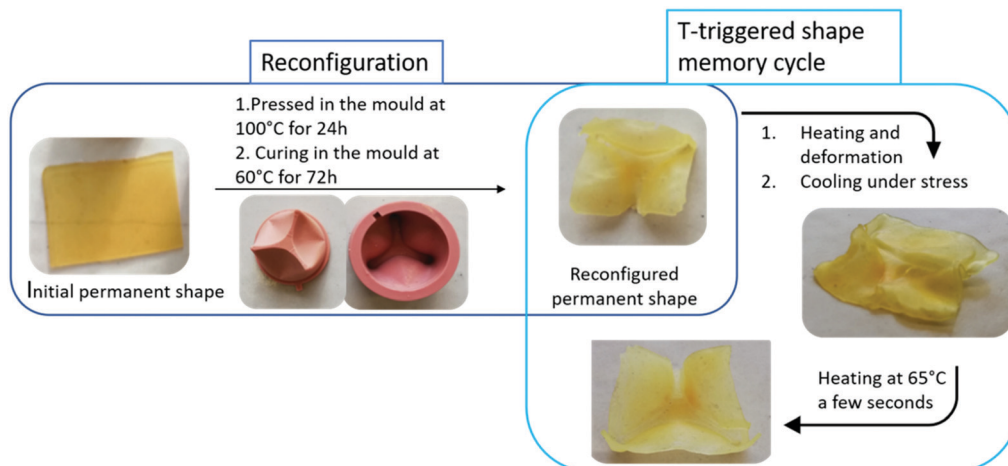 Reconfiguration
T-triggered shape
memory cycle
1.Pressed in the mould at
100°C for 24h
2. Curing in the mould at
60°C for 72h
Initial permanent shape
Reconfigured
permanent shape
1. Heating and
deformation
2. Cooling under stress
Heating at 65°C
a few seconds